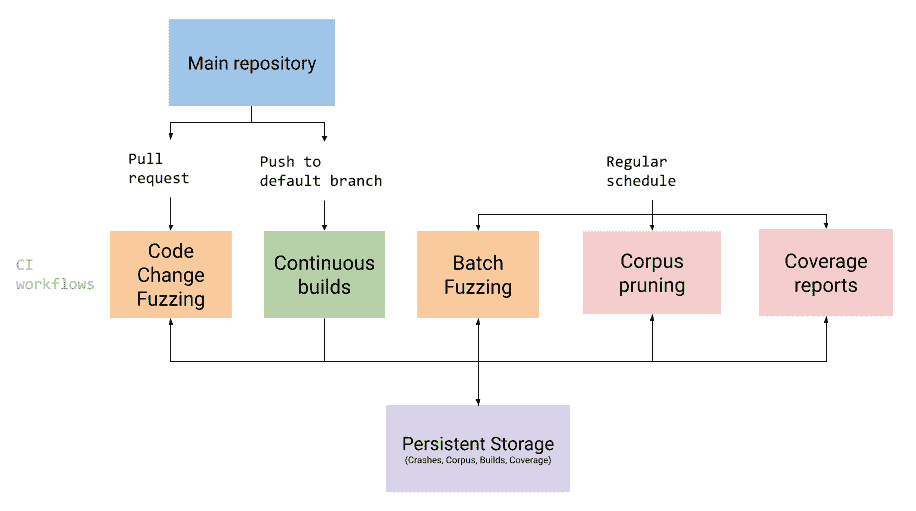 Main repository
Pull
request
Push to
default branch
Regular
schedule
CI
workflows
Code
Change
Fuzzing
Continuous
builds
Batch
Fuzzing
Corpus
pruning
Coverage
reports
Persistent Storage
(Crashes, Corpus, Builds, Coverage)